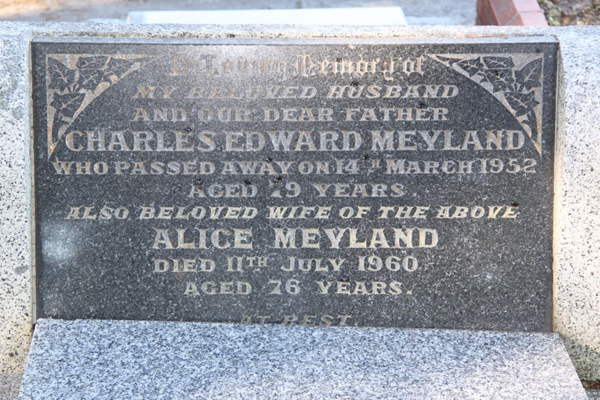 In Loving Memory of
MY BELOVED HUSBAND
AND OUR DEAR FATHER
CHARLES EDWARD MEYLAND
WHO PASSED AWAY ON 14TH MARCH 1952
AGED 79 YEARS.
ALSO BELOVED WIFE OF THE ABOVE
ALICE MEYLAND
DIED 11TH JULY 1960
AGED 76 YEARS.
AT REST.